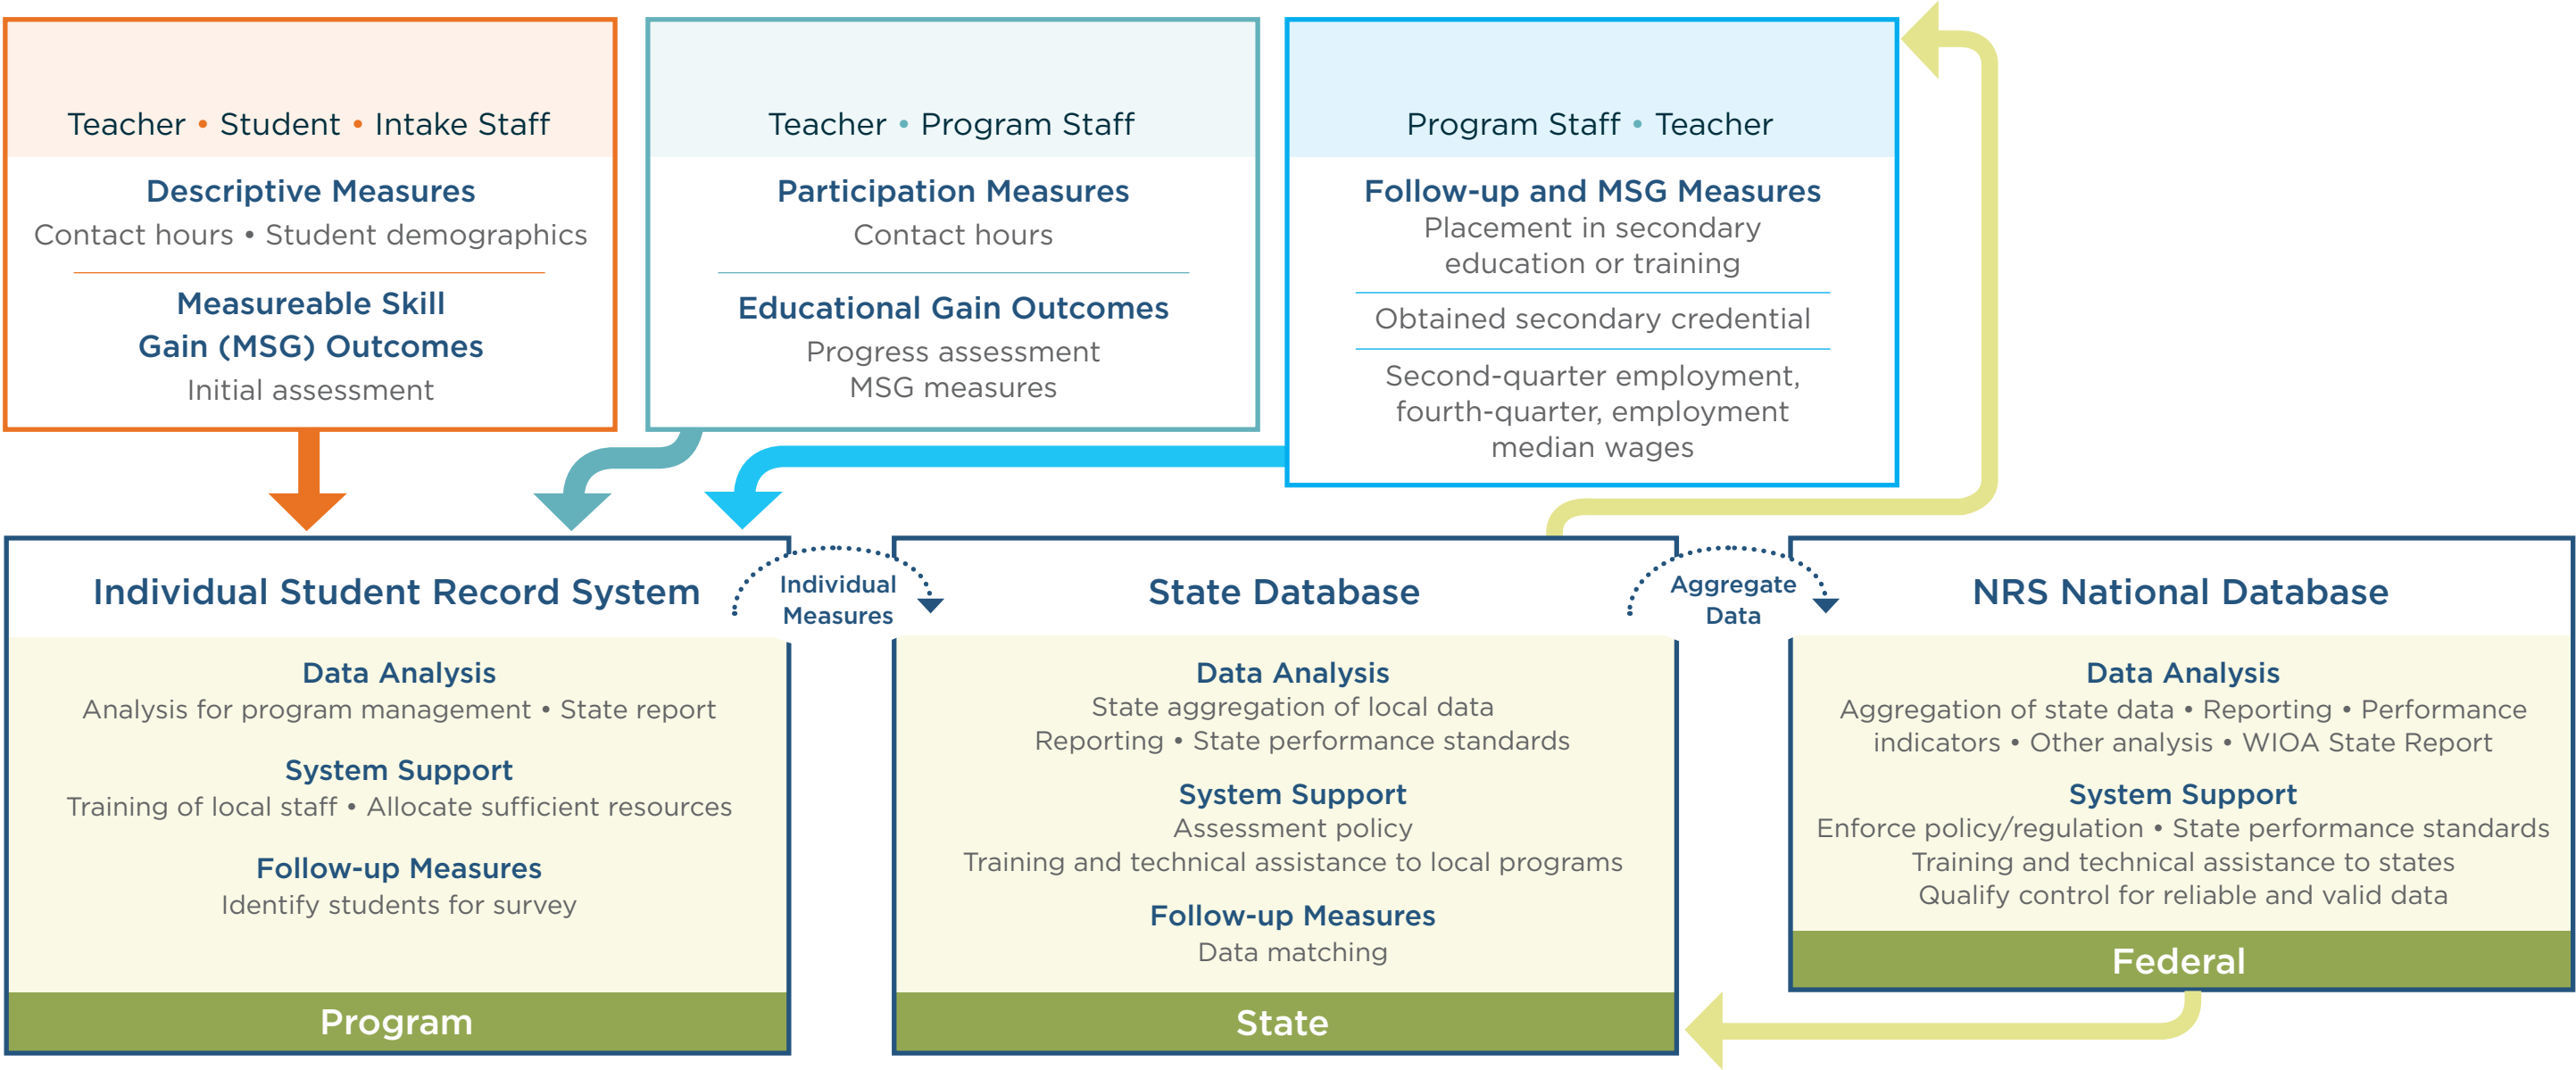 Teacher • Student • Intake Staff
Descriptive Measures
Contact hours • Student demographics
Measureable Skill
Gain (MSG) Outcomes
Initial assessment
Teacher • Program Staff
Participation Measures
Contact hours
Educational Gain Outcomes
Progress assessment
MSG measures
Program Staff • Teacher
Follow-up and MSG Measures
Placement in secondary
education or training
Obtained secondary credential
Second-quarter employment,
fourth-quarter, employment
median wages
Individual Student Record System
Data Analysis
Analysis for program management • State report
System Support
Training of local staff • Allocate sufficient resources
Follow-up Measures
Identify students for survey
Program
Individual
Measures
State Database
Data Analysis
State aggregation of local data
Reporting • State performance standards
System Support
Assessment policy
Training and technical assistance to local programs
Follow-up Measures
Data matching
State
Aggregate
Data
NRS National Database
Data Analysis
Aggregation of state data • Reporting • Performance
indicators • Other analysis • WIOA State Report
System Support
Enforce policy/regulation • State performance standards
Training and technical assistance to states
Qualify control for reliable and valid data
Federal